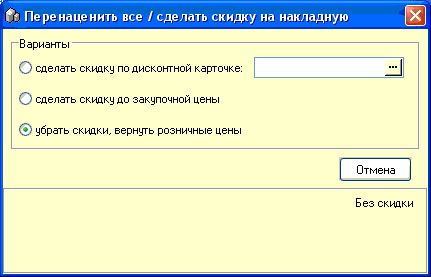 Перенаценить все / сделать скидку на накладную
Варианты
сделать скидку по дисконтной карточке:
...
сделать скидку до закупочной цены
убрать скидки, вернуть розничные цены
Отмена
Без скидки